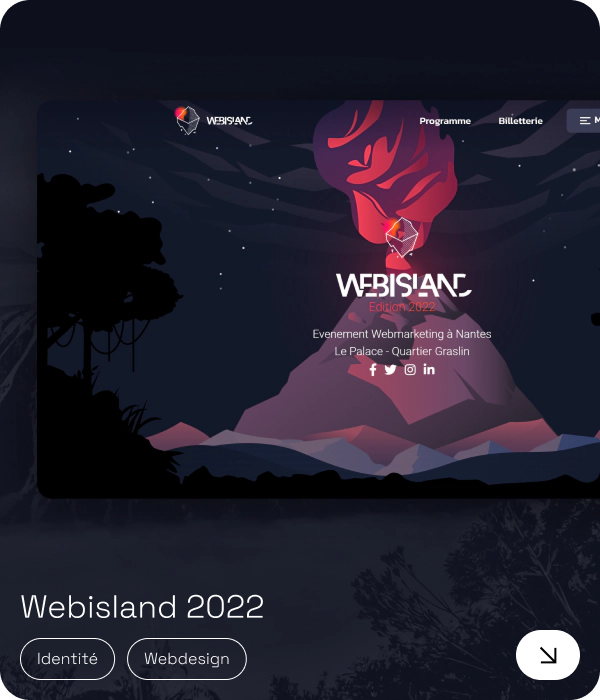 WEBISLAND
Programme
Billetterie
WEBISLAND
Edition 2022
Evenement Webmarketing à Nantes
Le Palace - Quartier Graslin
Webisland 2022
Identité
Webdesign